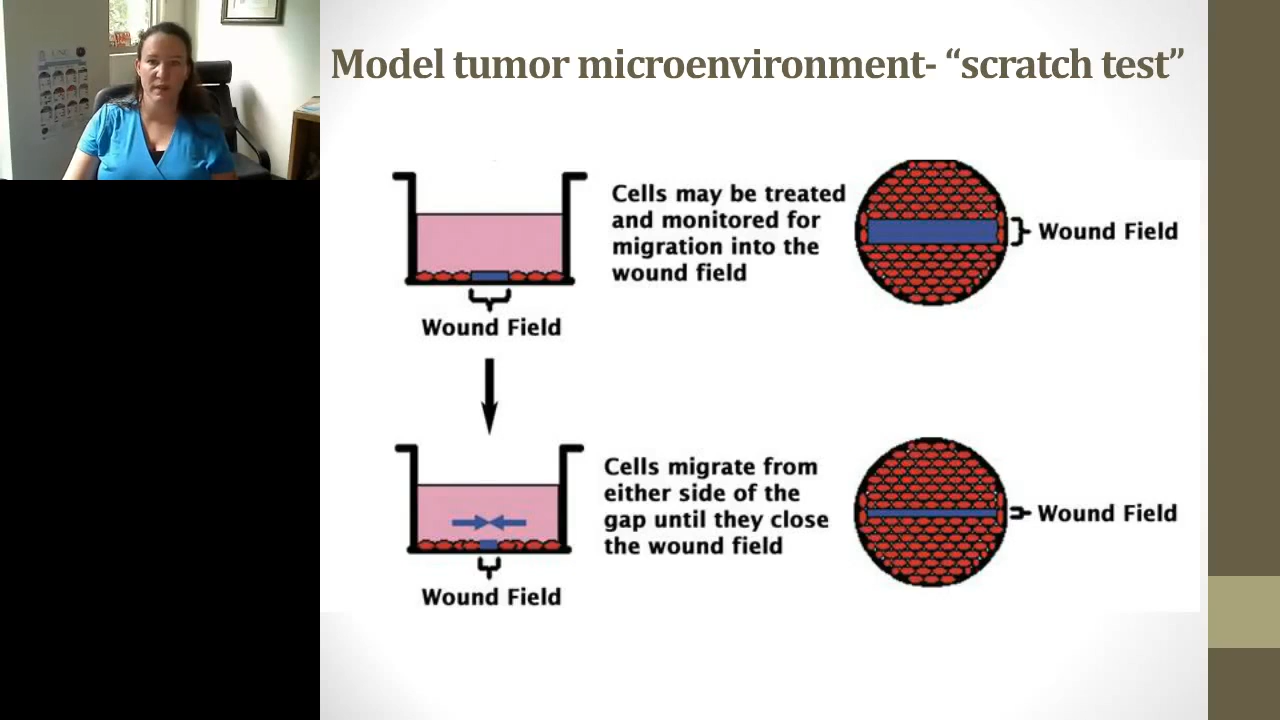 Model tumor microenvironment- “scratch test”
Cells may be treated
and monitored for
migration into the
wound field
Wound Field
Wound Field
Cells migrate from
either side of the
gap until they close
the wound field
Wound Field
Wound Field